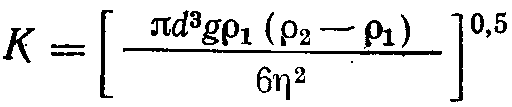 K = [ πd³gρ₁ (ρ₂ — ρ₁) / 6η² ]^0,5